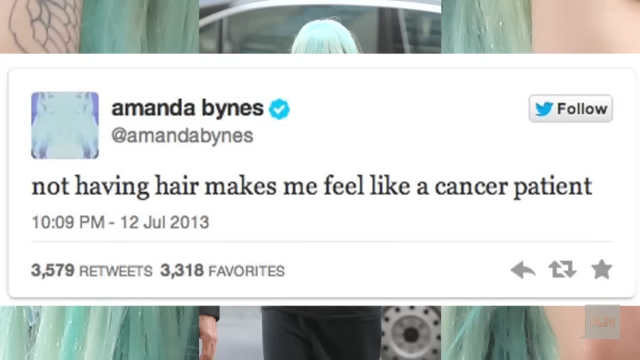 amanda bynes
@amandabynes
Follow
not having hair makes me feel like a cancer patient
10:09 PM - 12 Jul 2013
3,579 RETWEETS 3,318 FAVORITES